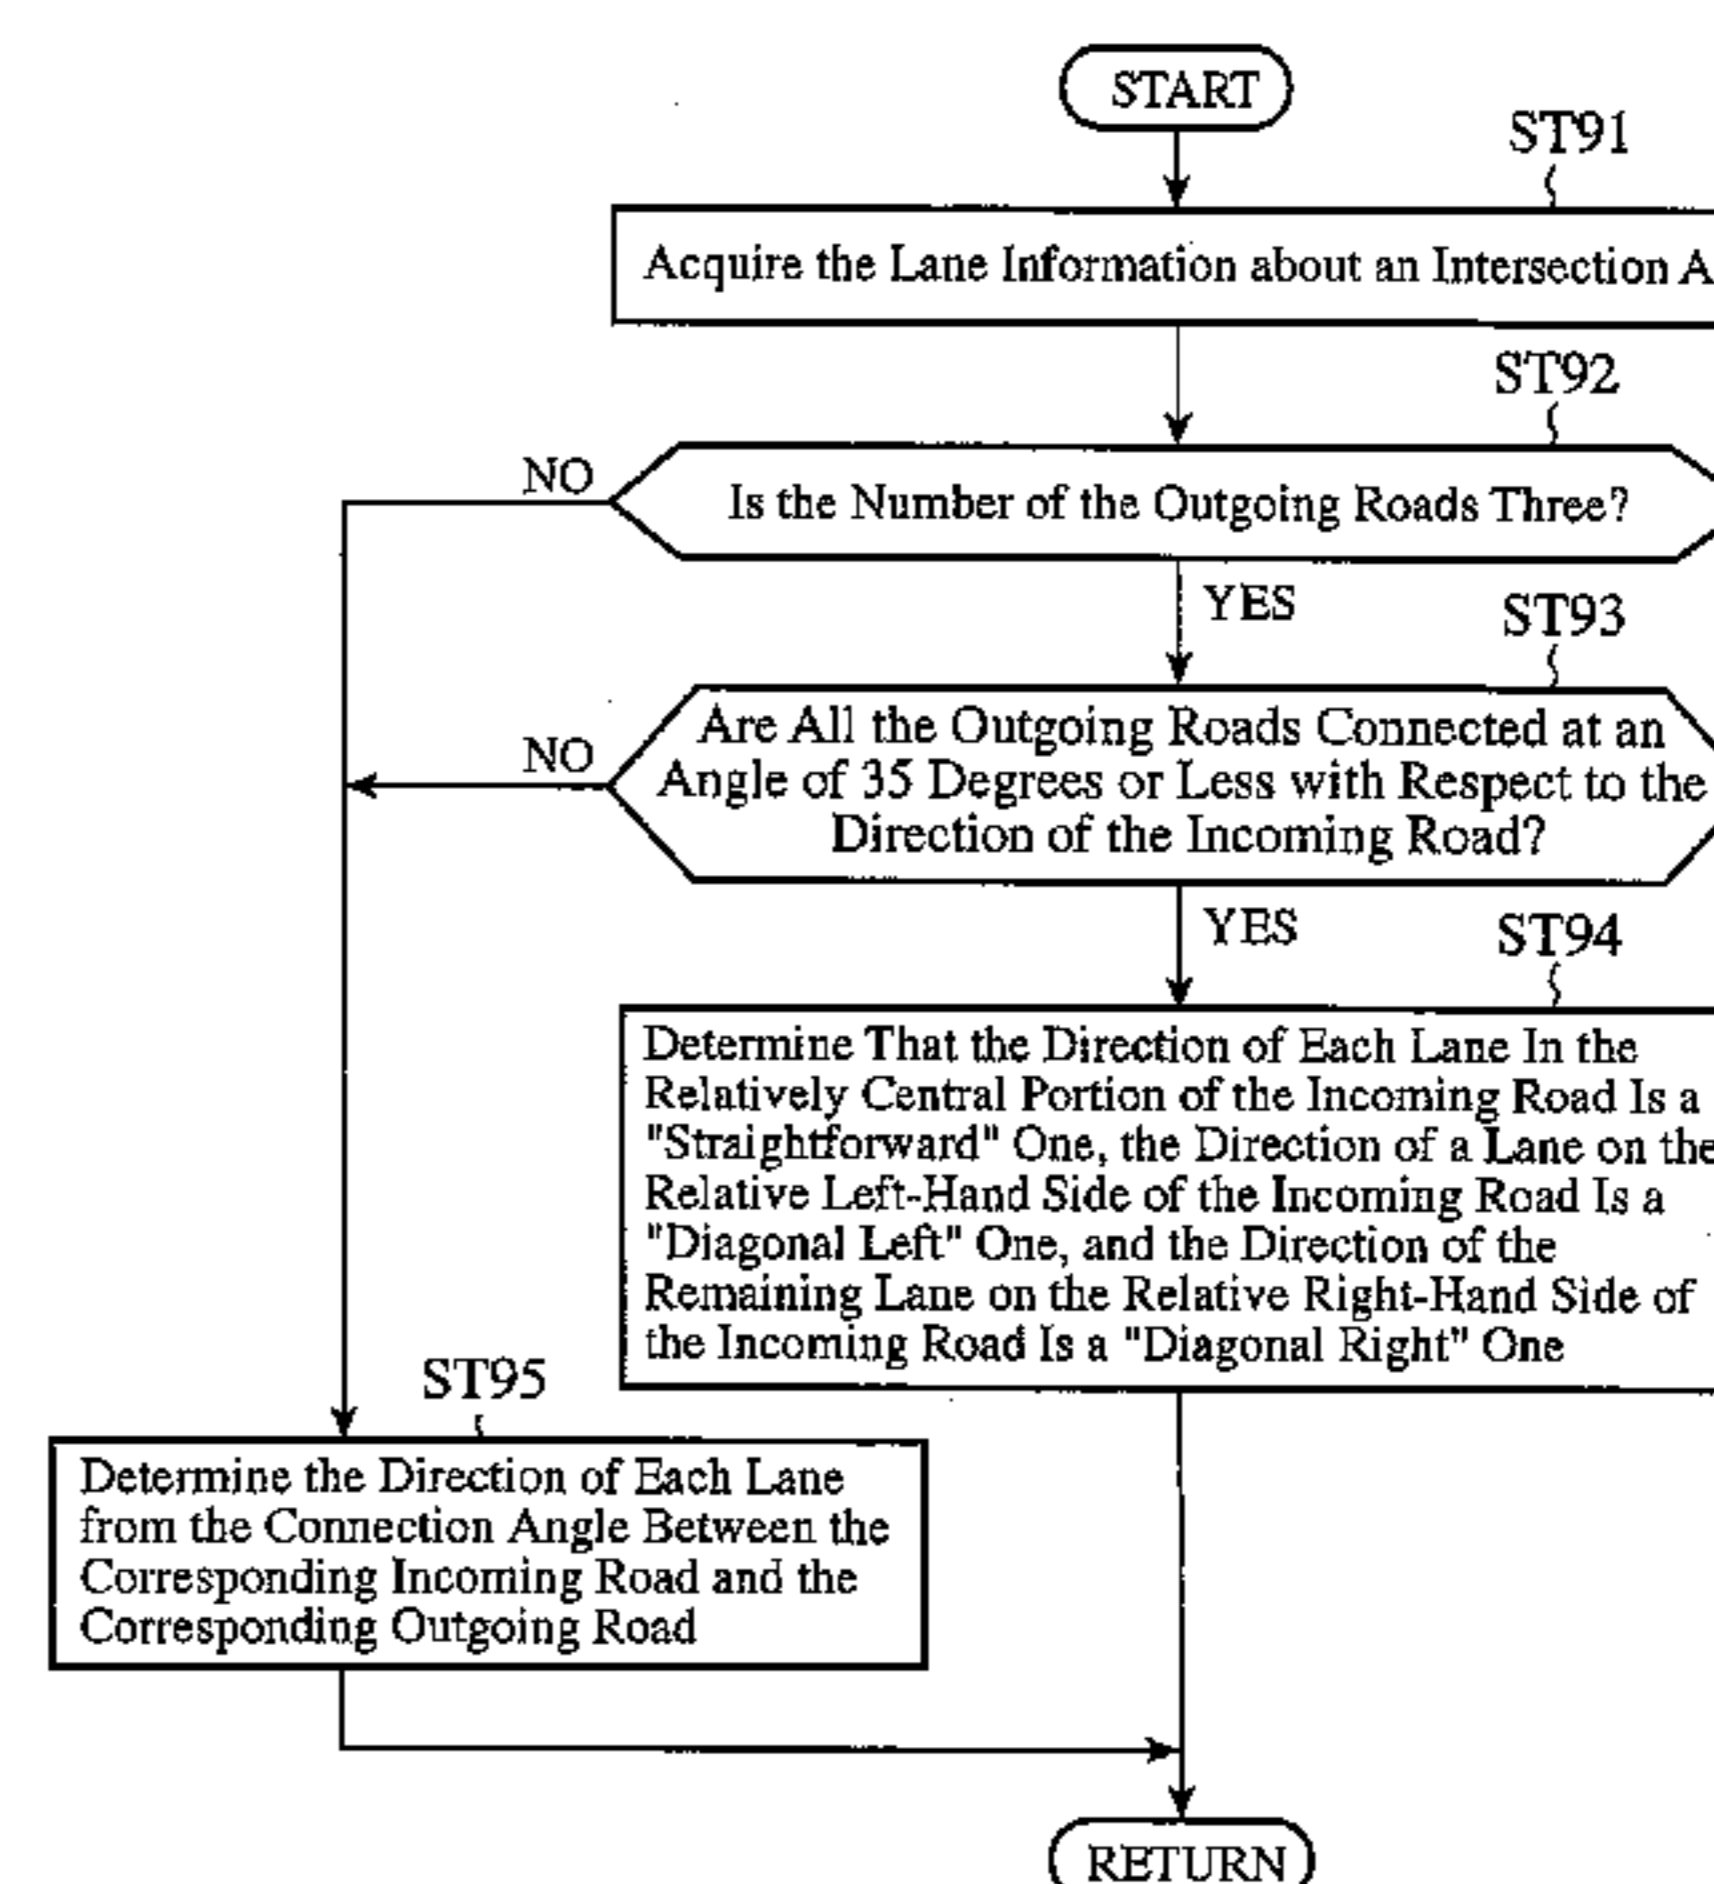 START
ST91
Acquire the Lane Information about an Intersection A
ST92
NO
Is the Number of the Outgoing Roads Three?
YES
ST93
NO
Are All the Outgoing Roads Connected at an
Angle of 35 Degrees or Less with Respect to the
Direction of the Incoming Road?
YES
ST94
Determine That the Direction of Each Lane In the
Relatively Central Portion of the Incoming Road Is a
"Straightforward" One, the Direction of a Lane on the
Relative Left-Hand Side of the Incoming Road Is a
"Diagonal Left" One, and the Direction of the
Remaining Lane on the Relative Right-Hand Side of
the Incoming Road Is a "Diagonal Right" One
ST95
Determine the Direction of Each Lane
from the Connection Angle Between the
Corresponding Incoming Road and the
Corresponding Outgoing Road
RETURN